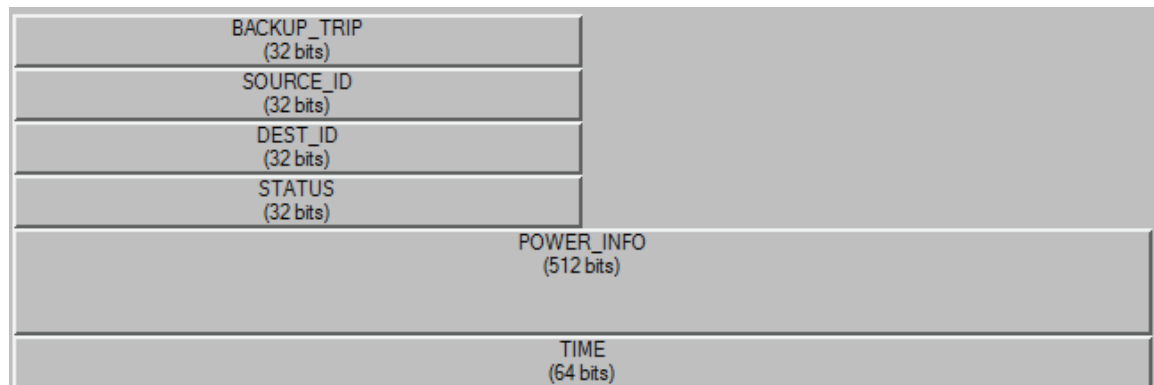 BACKUP_TRIP
(32 bits)
SOURCE_ID
(32 bits)
DEST_ID
(32 bits)
STATUS
(32 bits)
POWER_INFO
(512 bits)
TIME
(64 bits)